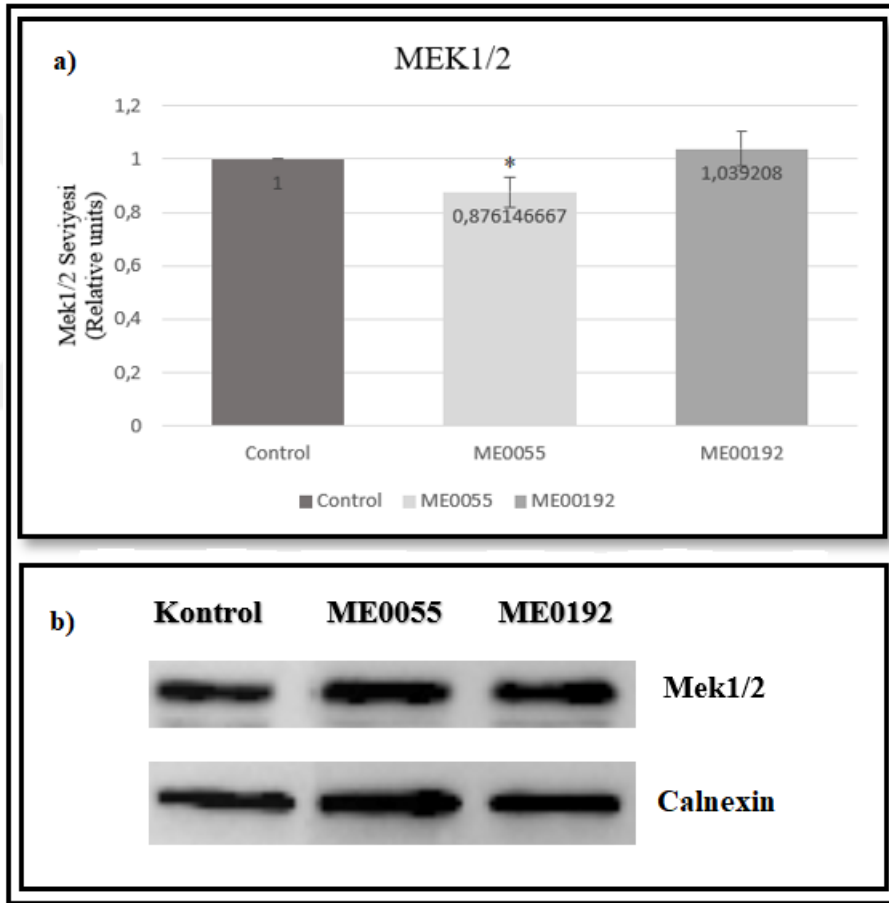 a)
MEK1/2
Mek1/2 Seviyesi
(Relative units)
1,2
1
0,8
0,6
0,4
0,2
0
1
*
0,876146667
1,039208
Control
ME0055
ME00192
Control
ME0055
ME00192
b)
Kontrol
ME0055
ME0192
Mek1/2
Calnexin